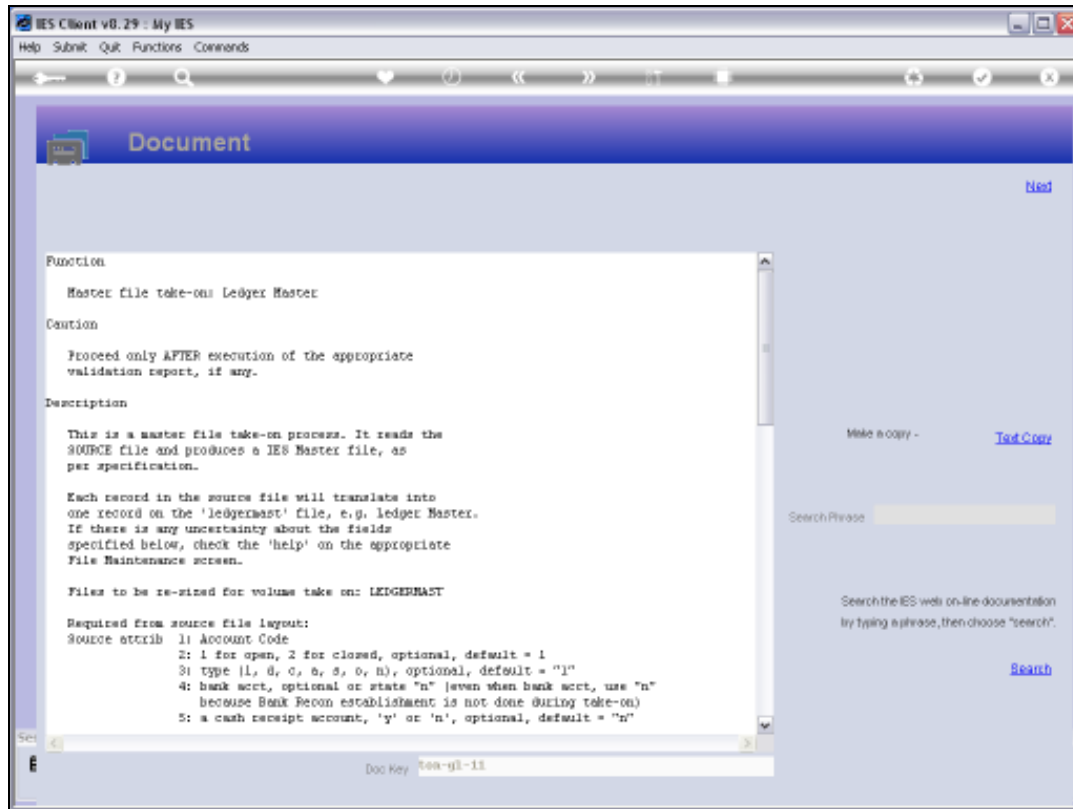 IES Client v8.29 : My IES
Help Submit Quit Functions Commands
Document
Next
Function
Master file take-on: Ledger Master
Caution
Proceed only AFTER execution of the appropriate
validation report, if any.
Description
This is a master file take-on process. It reads the
SOURCE file and produces a IES Master file, as
per specification.
Each record in the source file will translate into
one record on the 'ledgermast' file, e.g. ledger Master.
If there is any uncertainty about the fields
specified below, check the 'help' on the appropriate
File Maintenance screen.
Files to be re-sized for volume take on: LEDGERMAST
Required from source file layout:
Source attrib 1: Account Code
2: 1 for open, 2 for closed, optional, default = 1
3: type (l, d, c, a, s, o, n), optional, default = "l"
4: bank acct, optional or state "n" (even when bank acct, use "n"
because Bank Recon establishment is not done during take-on)
5: a cash receipt account, 'y' or 'n', optional, default = "n"
Make a copy -
Text Copy
Search Phrase
Search the IES web on-line documentation
by typing a phrase, then choose "search".
Search
Ses
Doc Key ton-gl-11